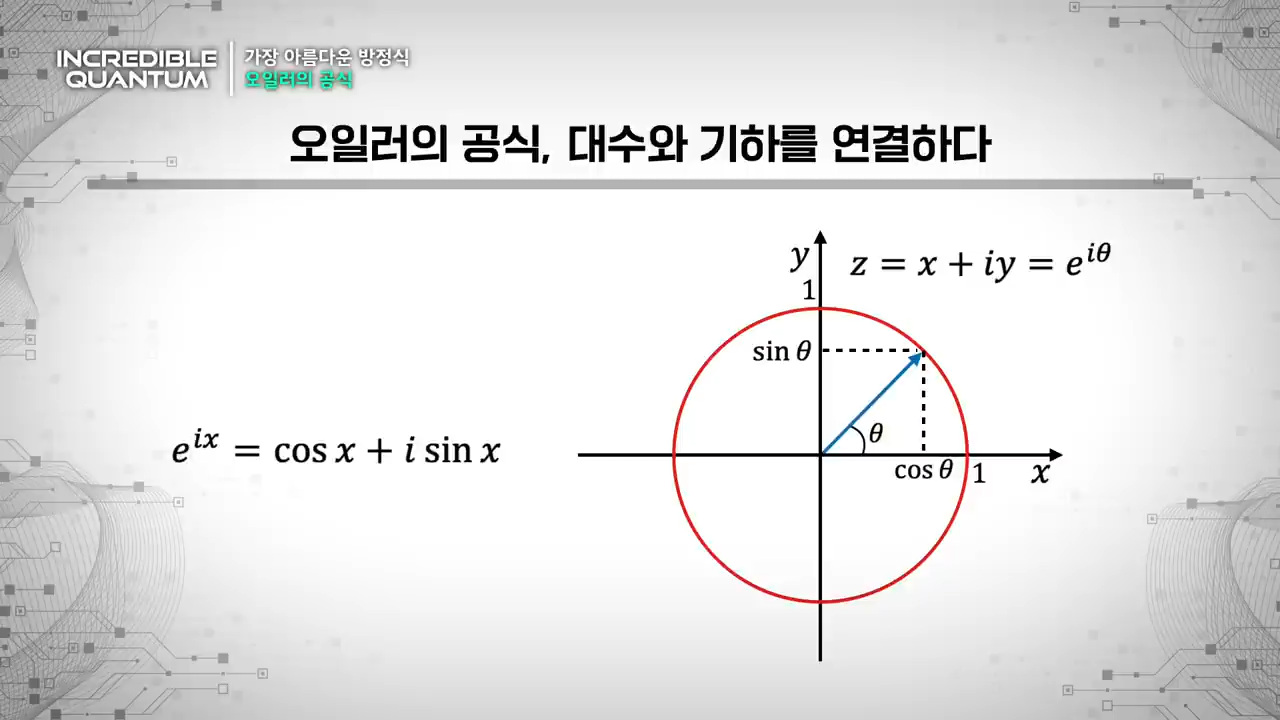 INCREDIBLE
QUANTUM
가장 아름다운 방정식
오일러의 공식
오일러의 공식, 대수와 기하를 연결하다
y
z = x + iy = e^{iθ}
1
sin θ
θ
e^{ix} = cos x + i sin x
cos θ
1
x